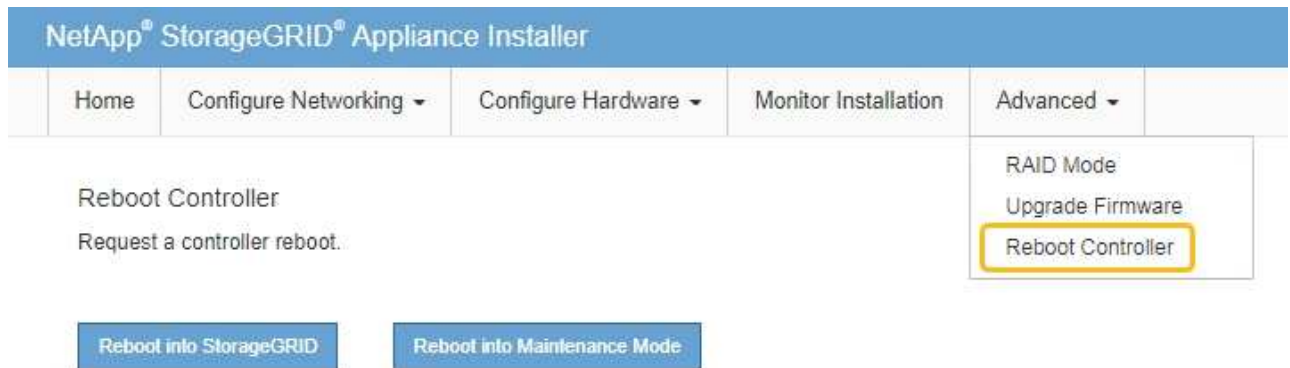 NetApp® StorageGRID® Appliance Installer
Home Configure Networking Configure Hardware Monitor Installation Advanced
RAID Mode
Upgrade Firmware
Reboot Controller
Reboot Controller
Request a controller reboot.
Reboot into StorageGRID Reboot into Maintenance Mode